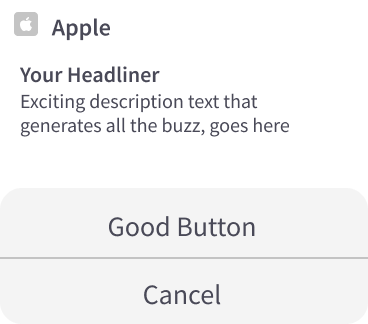 Apple
Your Headliner
Exciting description text that
generates all the buzz, goes here
Good Button
Cancel